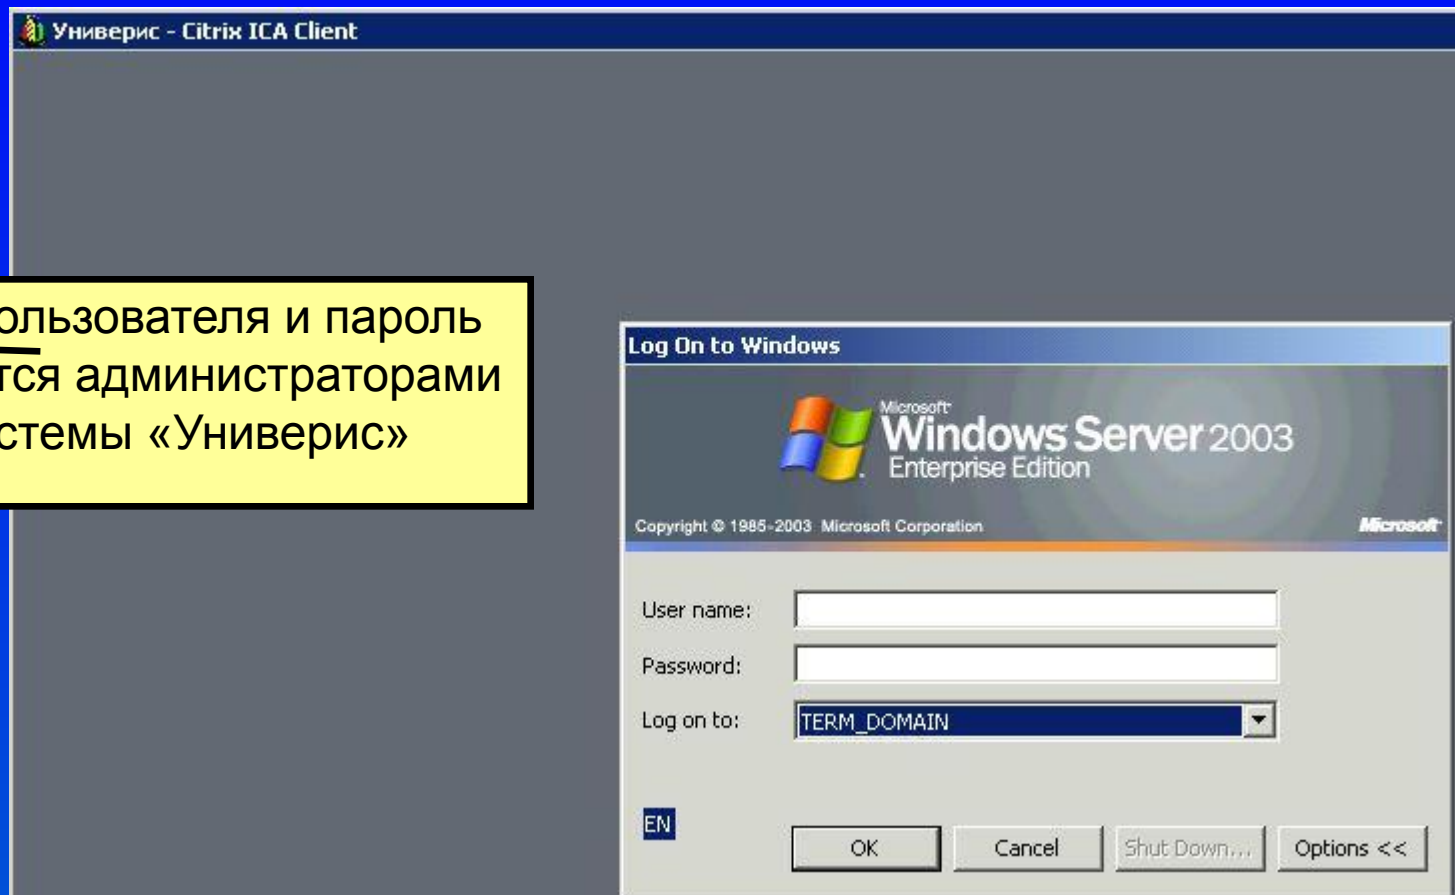 Универис - Citrix ICA Client
ользователя и пароль
тся администраторами
стемы «Универис»
Log On to Windows
Microsoft
Windows Server 2003
Enterprise Edition
Copyright © 1985-2003 Microsoft Corporation
Microsoft
User name:
Password:
Log on to: TERM_DOMAIN
EN
OK Cancel Shut Down... Options <<